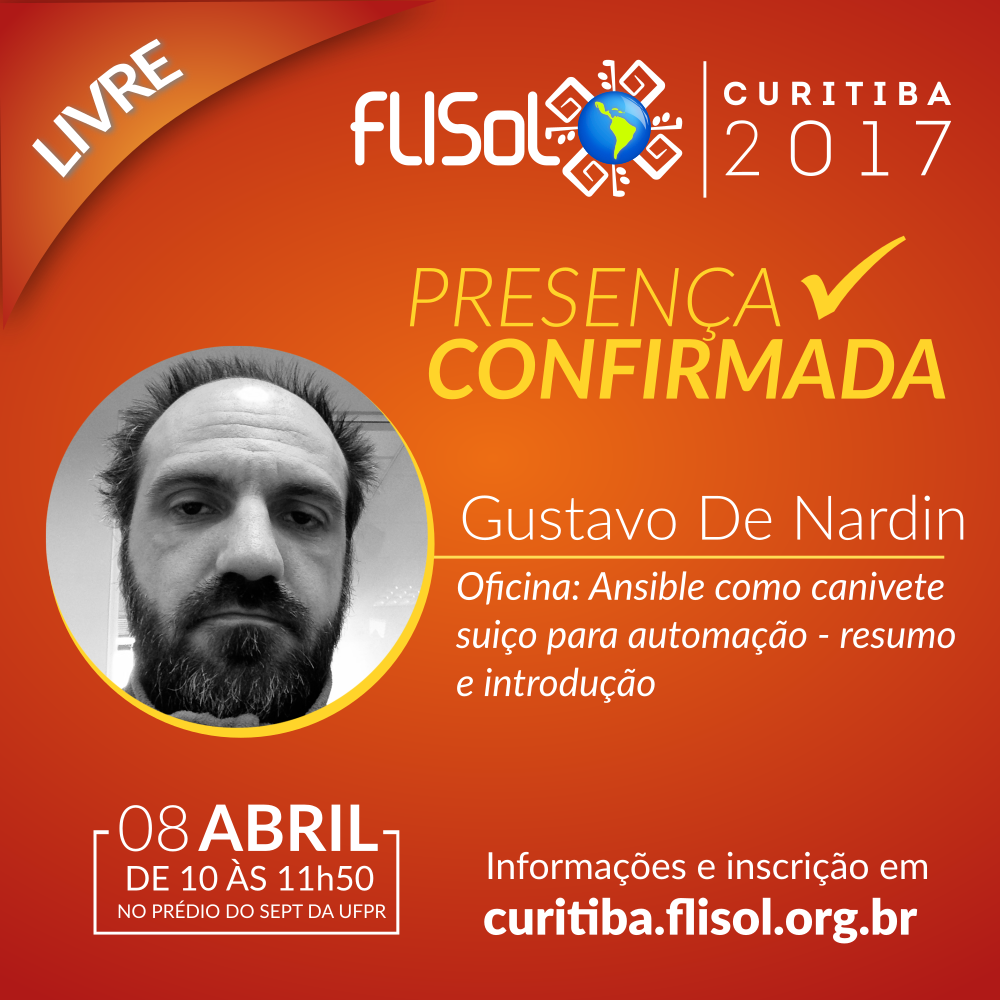 LIVRE
FLISoL
CURITIBA
2017
PRESENÇA
CONFIRMADA
Gustavo De Nardin
Oficina: Ansible como canivete
suiço para automação - resumo
e introdução
08 ABRIL
DE 10 ÀS 11h50
NO PRÉDIO DO SEPT DA UFPR
Informações e inscrição em
curitiba.flisol.org.br